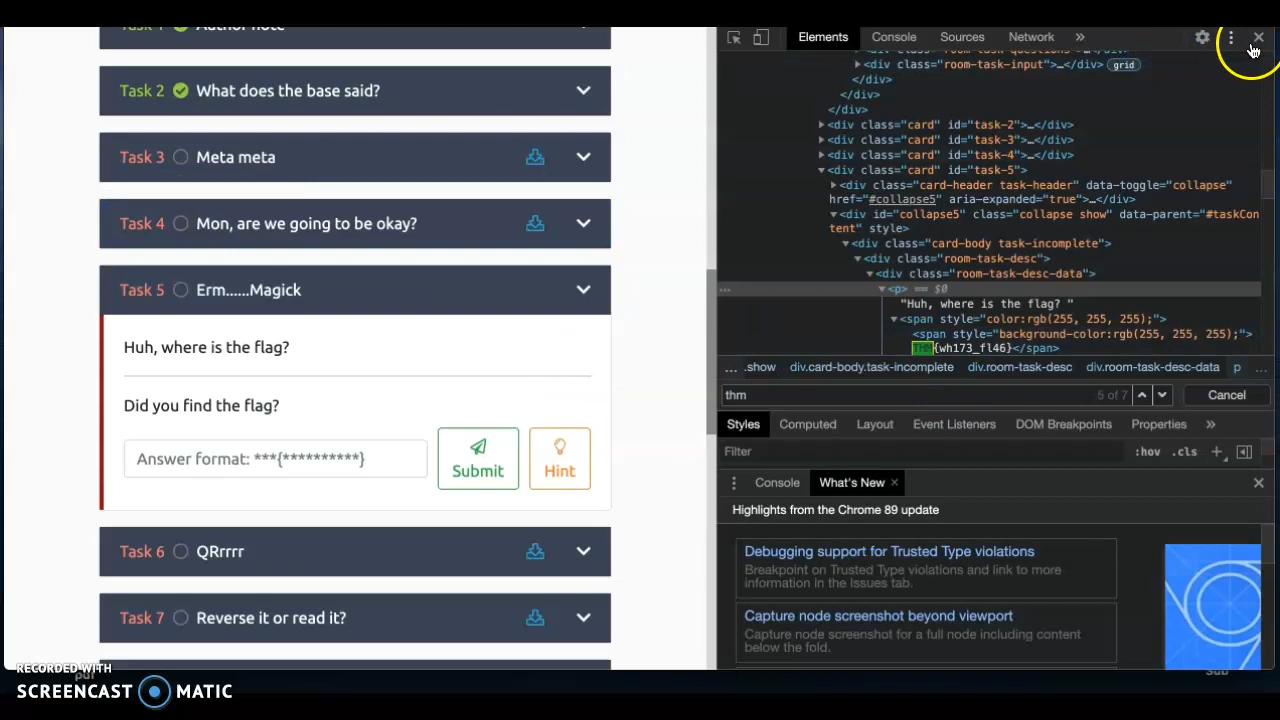 Task 1 Author note
Task 2 What does the base said?
Task 3 Meta meta
Task 4 Mon, are we going to be okay?
Task 5 Erm......Magick
Huh, where is the flag?
Did you find the flag?
Answer format: ***{**********}
Submit
Hint
Task 6 QRrrrr
Task 7 Reverse it or read it?
RECORDED WITH
SCREENCAST MATIC
Elements Console Sources Network »
<div class="room-task-questions">…</div>
<div class="room-task-input">…</div> grid
</div>
</div>
</div>
<div class="card" id="task-2">…</div>
<div class="card" id="task-3">…</div>
<div class="card" id="task-4">…</div>
<div class="card" id="task-5">
<div class="card-header task-header" data-toggle="collapse"
href="#collapse5" aria-expanded="true">…</div>
<div id="collapse5" class="collapse show" data-parent="#taskCon
tent" style>
<div class="card-body task-incomplete">
<div class="room-task-desc">
<div class="room-task-desc-data">
… <p> == $0
"Huh, where is the flag? "
<span style="color:rgb(255, 255, 255);">
<span style="background-color:rgb(255, 255, 255);">
THM{wh173_fl46}</span>
… .show div.card-body.task-incomplete div.room-task-desc div.room-task-desc-data p …
thm 5 of 7 Cancel
Styles Computed Layout Event Listeners DOM Breakpoints Properties »
Filter :hov .cls +
Console What's New ×
Highlights from the Chrome 89 update
Debugging support for Trusted Type violations
Breakpoint on Trusted Type violations and link to more
information in the Issues tab.
Capture node screenshot beyond viewport
Capture node screenshot for a full node including content
below the fold.